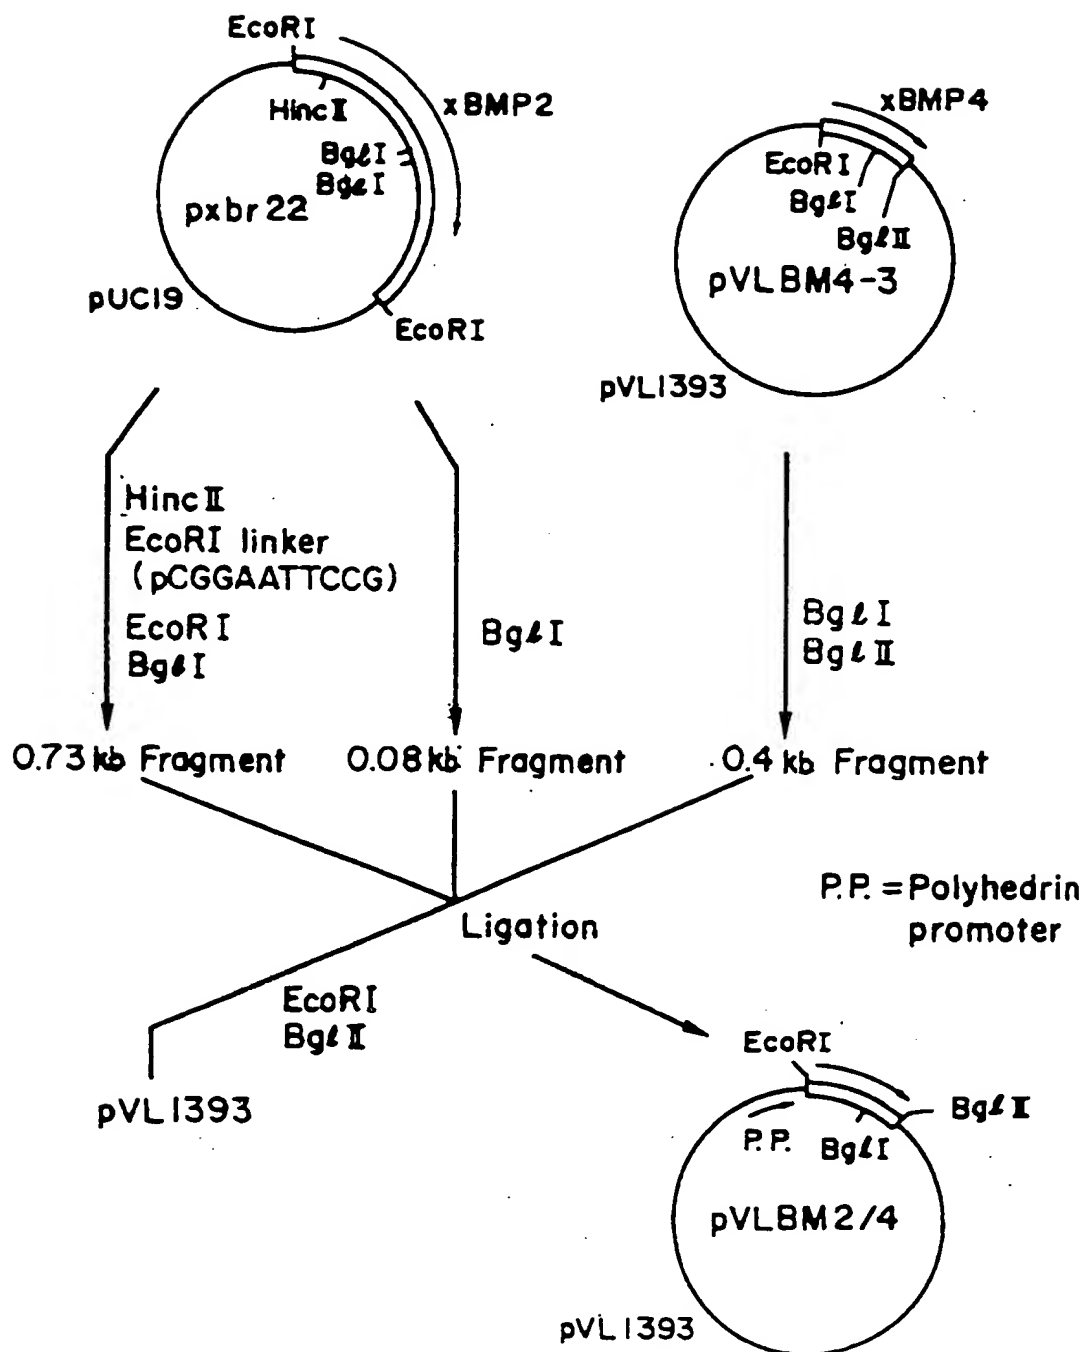 EcoRI
HincII
xBMP2
BglI
BglI
pxbr22
pUC19
EcoRI
xBMP4
EcoRI
BglI
BglII
pVLBM4-3
pVL1393
HincII
EcoRI linker
(pCGGAATTCCG)
EcoRI
BglI
BglI
BglI
BglII
0.73 kb Fragment
0.08 kb Fragment
0.4 kb Fragment
P.P. = Polyhedrin
promoter
Ligation
EcoRI
BglII
pVL1393
EcoRI
BglII
P.P.
BglI
pVLBM2/4
pVL1393